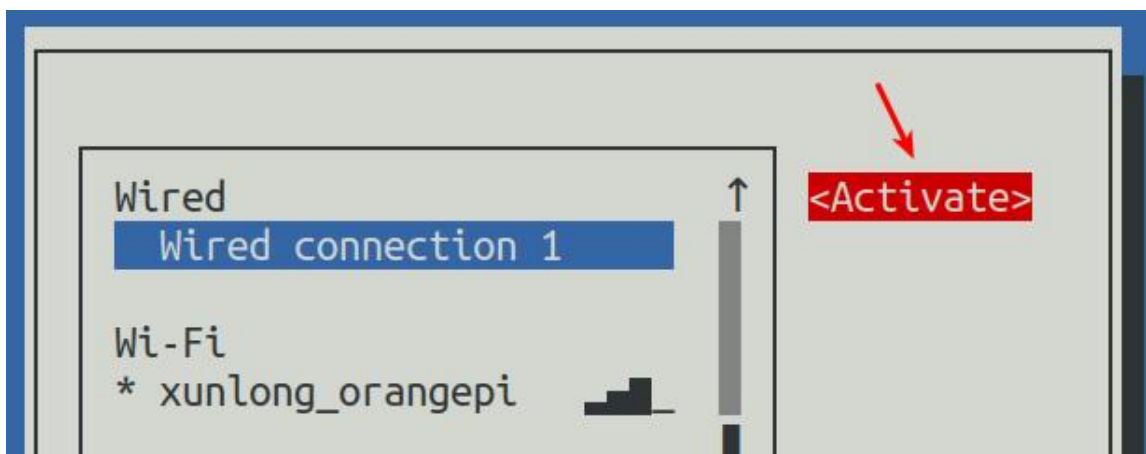 Wired
<Activate>
Wired connection 1
Wi-Fi
* xunlong_orangepi